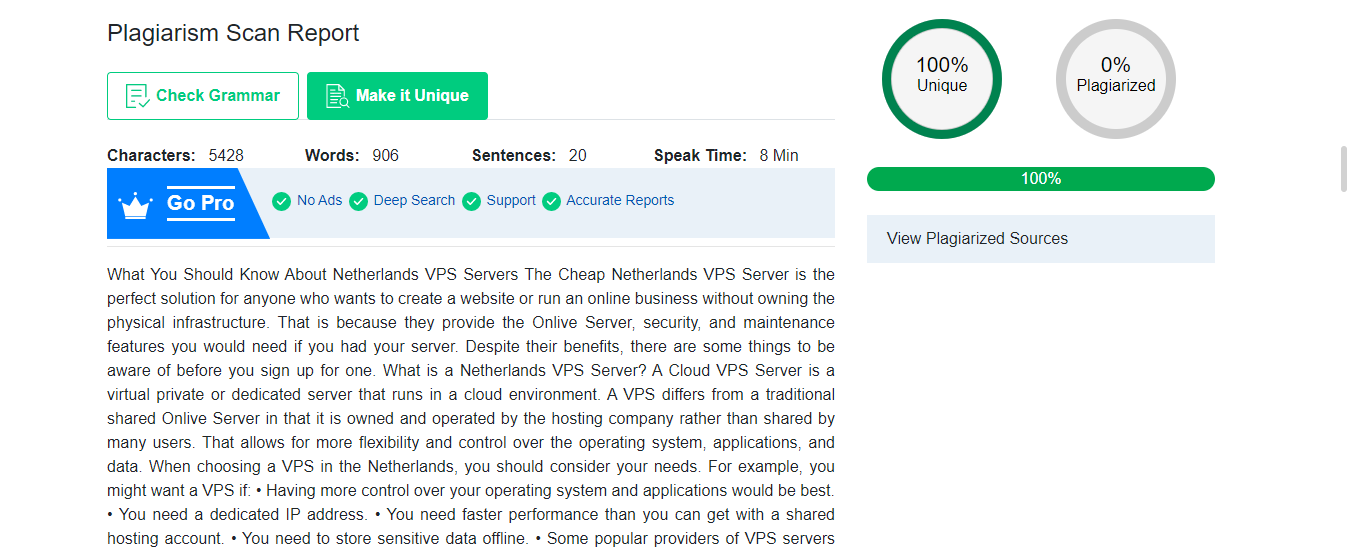 Plagiarism Scan Report
Check Grammar
Make it Unique
Characters: 5428 Words: 906 Sentences: 20 Speak Time: 8 Min
Go Pro
No Ads Deep Search Support Accurate Reports
What You Should Know About Netherlands VPS Servers The Cheap Netherlands VPS Server is the
perfect solution for anyone who wants to create a website or run an online business without owning the
physical infrastructure. That is because they provide the Onlive Server, security, and maintenance
features you would need if you had your server. Despite their benefits, there are some things to be
aware of before you sign up for one. What is a Netherlands VPS Server? A Cloud VPS Server is a
virtual private or dedicated server that runs in a cloud environment. A VPS differs from a traditional
shared Onlive Server in that it is owned and operated by the hosting company rather than shared by
many users. That allows for more flexibility and control over the operating system, applications, and
data. When choosing a VPS in the Netherlands, you should consider your needs. For example, you
might want a VPS if: • Having more control over your operating system and applications would be best.
• You need a dedicated IP address. • You need faster performance than you can get with a shared
hosting account. • You need to store sensitive data offline. • Some popular providers of VPS servers
100%
Unique
0%
Plagiarized
100%
View Plagiarized Sources